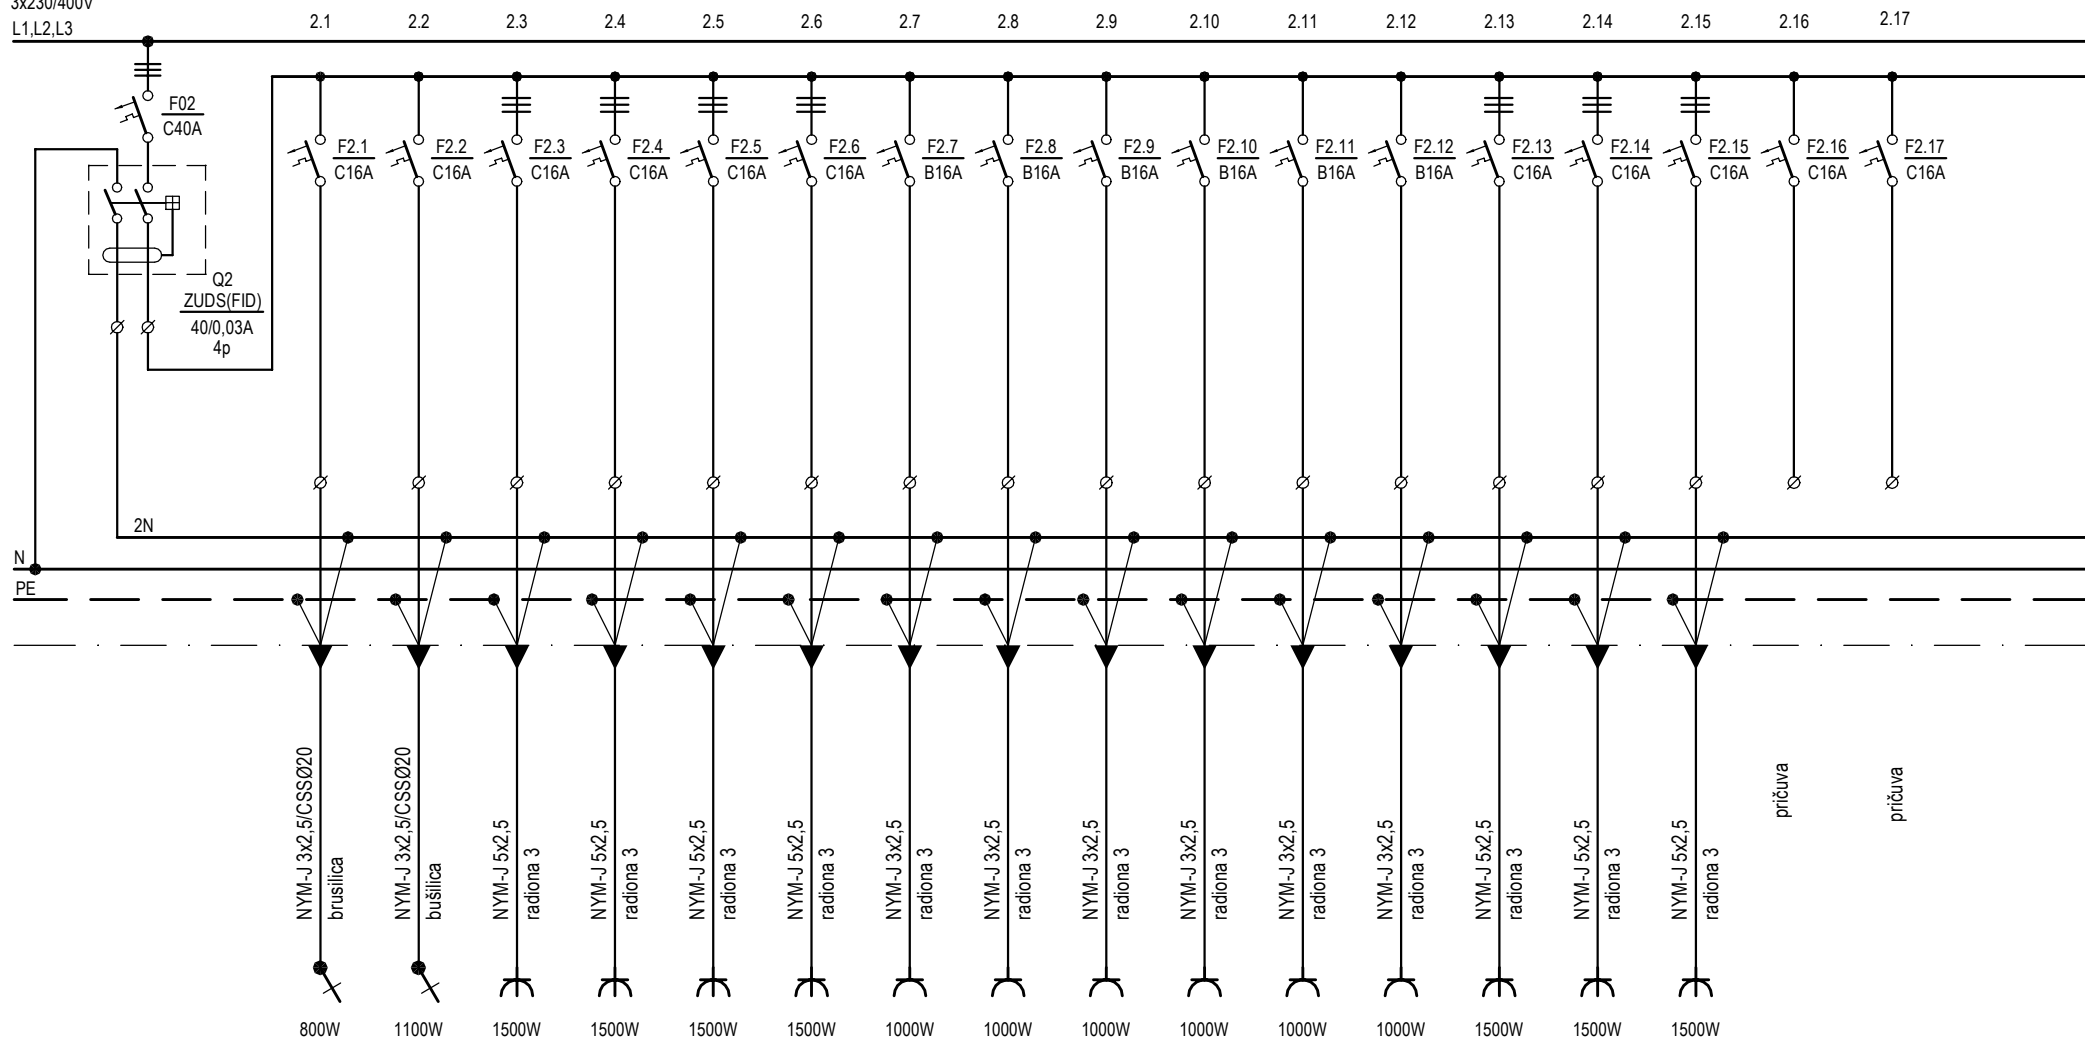 3x230/400V
L1,L2,L3
2.1
2.2
2.3
2.4
2.5
2.6
2.7
2.8
2.9
2.10
2.11
2.12
2.13
2.14
2.15
2.16
2.17
F02
C40A
F2.1
C16A
F2.2
C16A
F2.3
C16A
F2.4
C16A
F2.5
C16A
F2.6
C16A
F2.7
B16A
F2.8
B16A
F2.9
B16A
F2.10
B16A
F2.11
B16A
F2.12
B16A
F2.13
C16A
F2.14
C16A
F2.15
C16A
F2.16
C16A
F2.17
C16A
Q2
ZUDS(FID)
40/0,03A
4p
2N
N
PE
NYM-J 3x2,5/CSSØ20
brusilica
NYM-J 3x2,5/CSSØ20
bušilica
NYM-J 5x2,5
radiona 3
NYM-J 5x2,5
radiona 3
NYM-J 5x2,5
radiona 3
NYM-J 5x2,5
radiona 3
NYM-J 3x2,5
radiona 3
NYM-J 3x2,5
radiona 3
NYM-J 3x2,5
radiona 3
NYM-J 3x2,5
radiona 3
NYM-J 3x2,5
radiona 3
NYM-J 3x2,5
radiona 3
NYM-J 5x2,5
radiona 3
NYM-J 5x2,5
radiona 3
NYM-J 5x2,5
radiona 3
pričuva
pričuva
800W
1100W
1500W
1500W
1500W
1500W
1000W
1000W
1000W
1000W
1000W
1000W
1500W
1500W
1500W